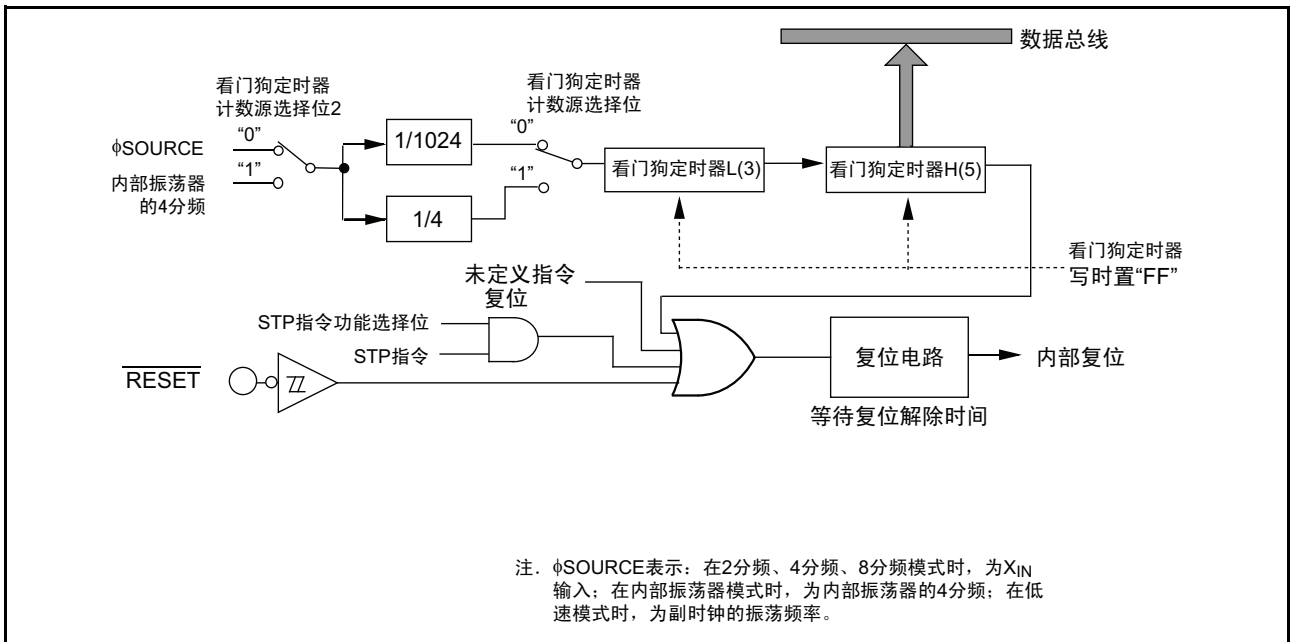 数据总线
看门狗定时器
计数源选择位2
看门狗定时器
计数源选择位
“0”
φSOURCE
“1”
内部振荡器
的4分频
1/1024
1/4
“0”
“1”
看门狗定时器L(3)
看门狗定时器H(5)
看门狗定时器
写时置“FF”
未定义指令
复位
STP指令功能选择位
STP指令
RESET
复位电路
内部复位
等待复位解除时间
注．φSOURCE表示：在2分频、4分频、8分频模式时，为XIN
输入；在内部振荡器模式时，为内部振荡器的4分频；在低
速模式时，为副时钟的振荡频率。